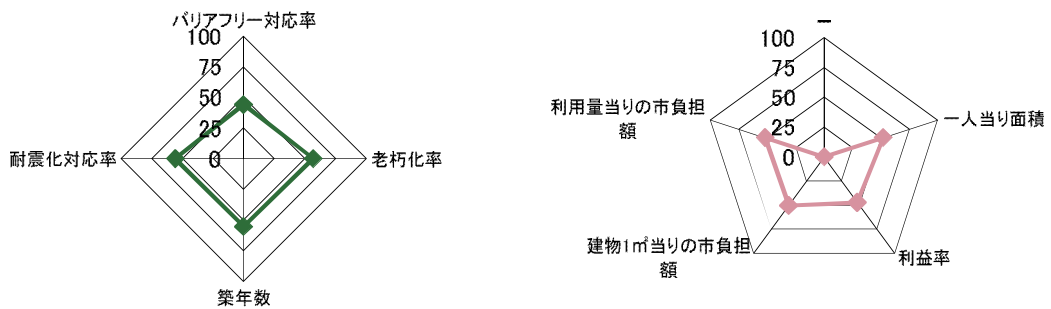 バリアフリー対応率
100
75
50
25
0
耐震化対応率
老朽化率
築年数
－
100
75
50
25
0
利用量当りの市負担
額
一人当り面積
建物1㎡当りの市負担
額
利益率